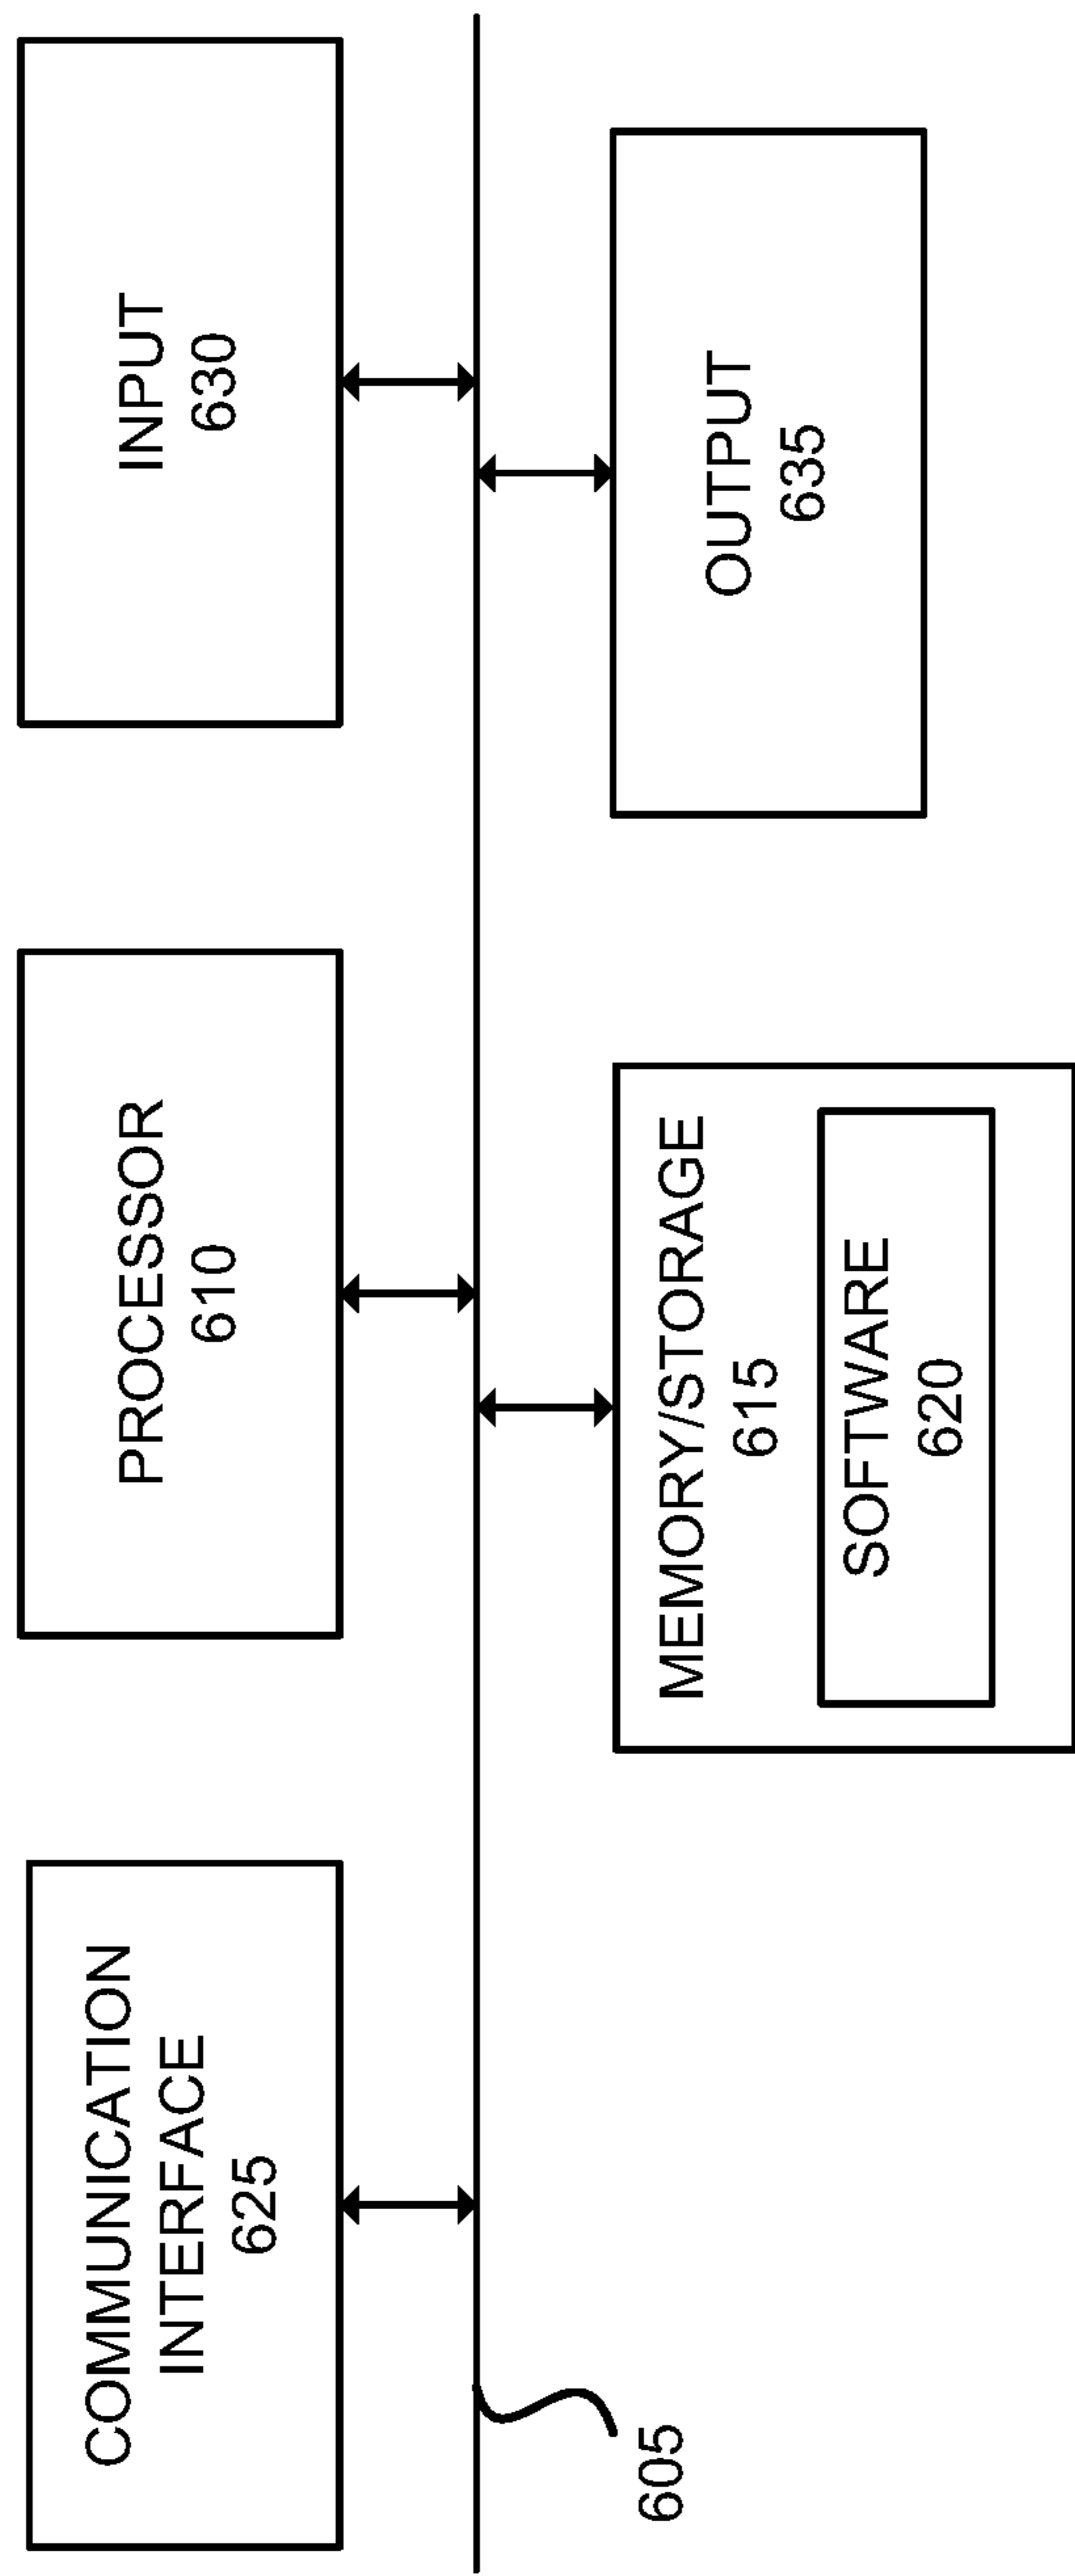 COMMUNICATION
INTERFACE
625
PROCESSOR
610
INPUT
630
605
MEMORY/STORAGE
615
SOFTWARE
620
OUTPUT
635